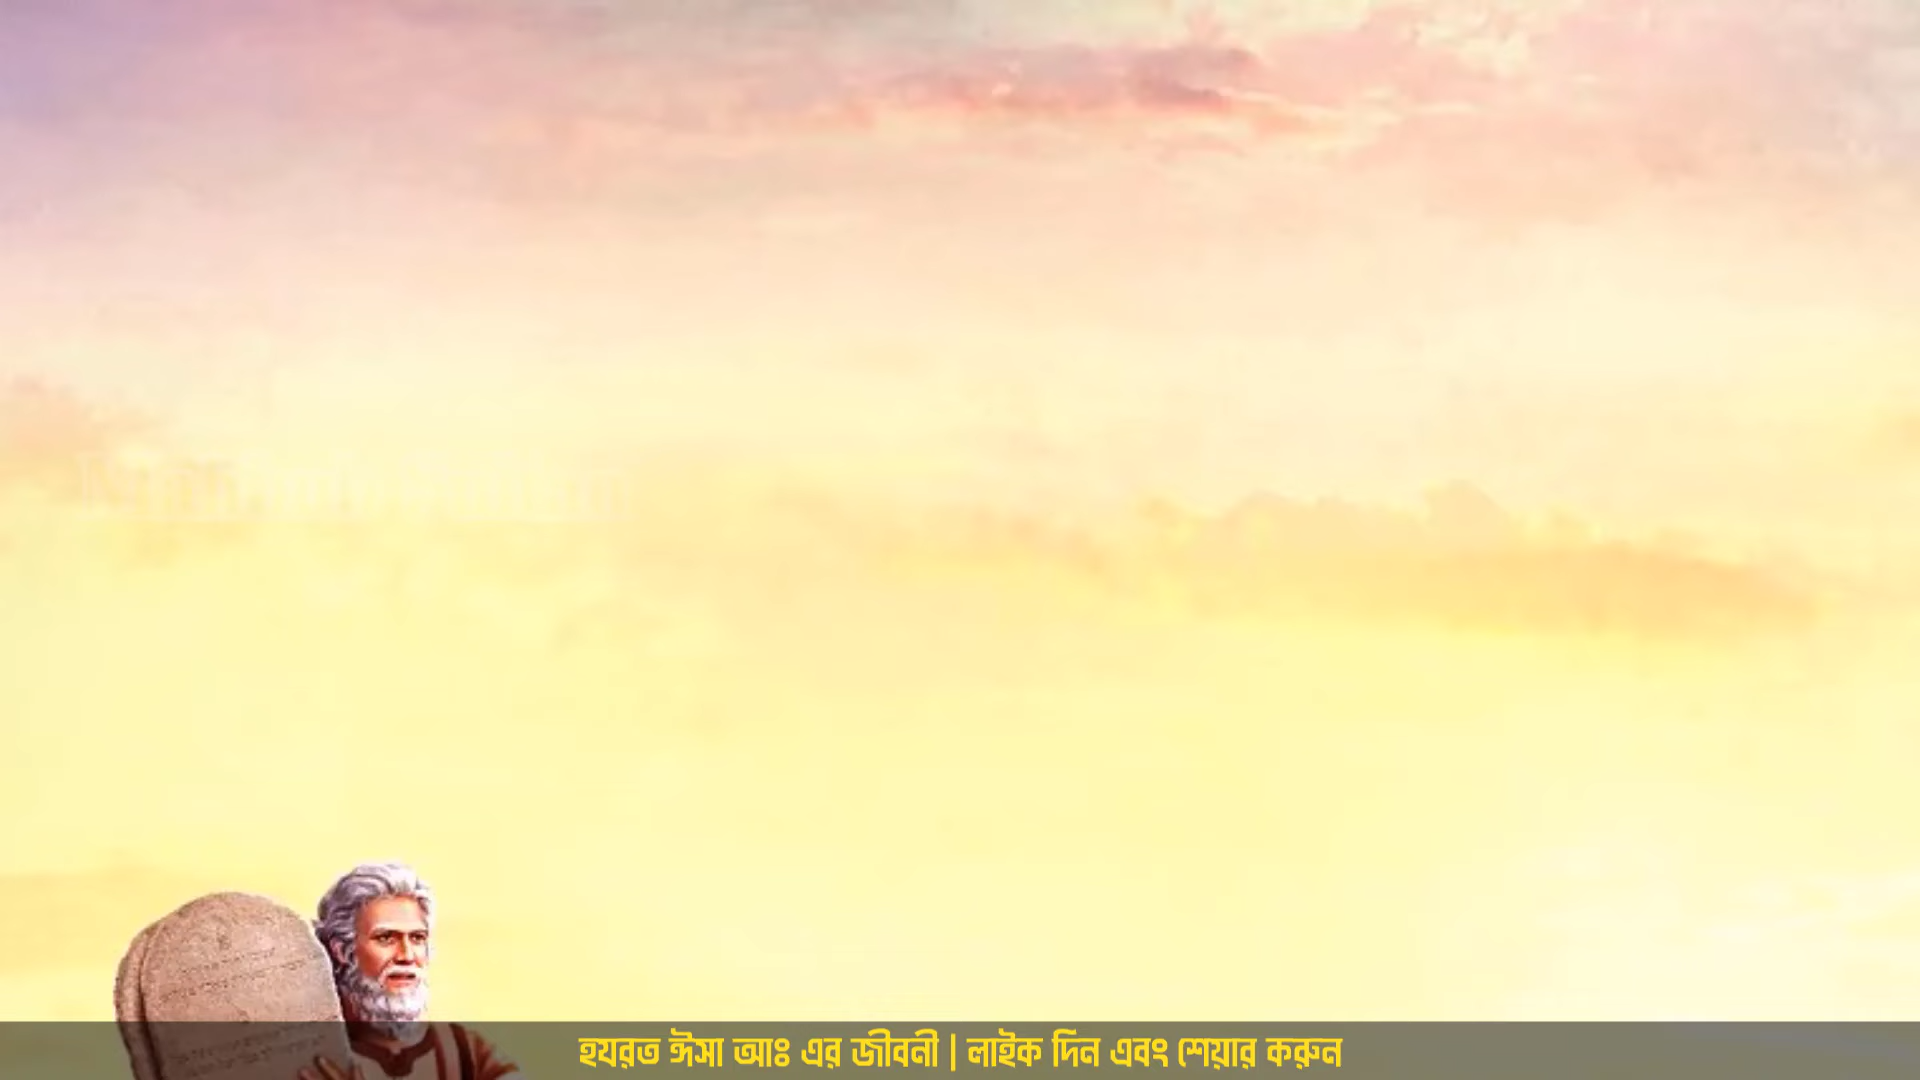 হযরত ঈসা আঃ এর জীবনী | লাইক দিন এবং শেয়ার করুন